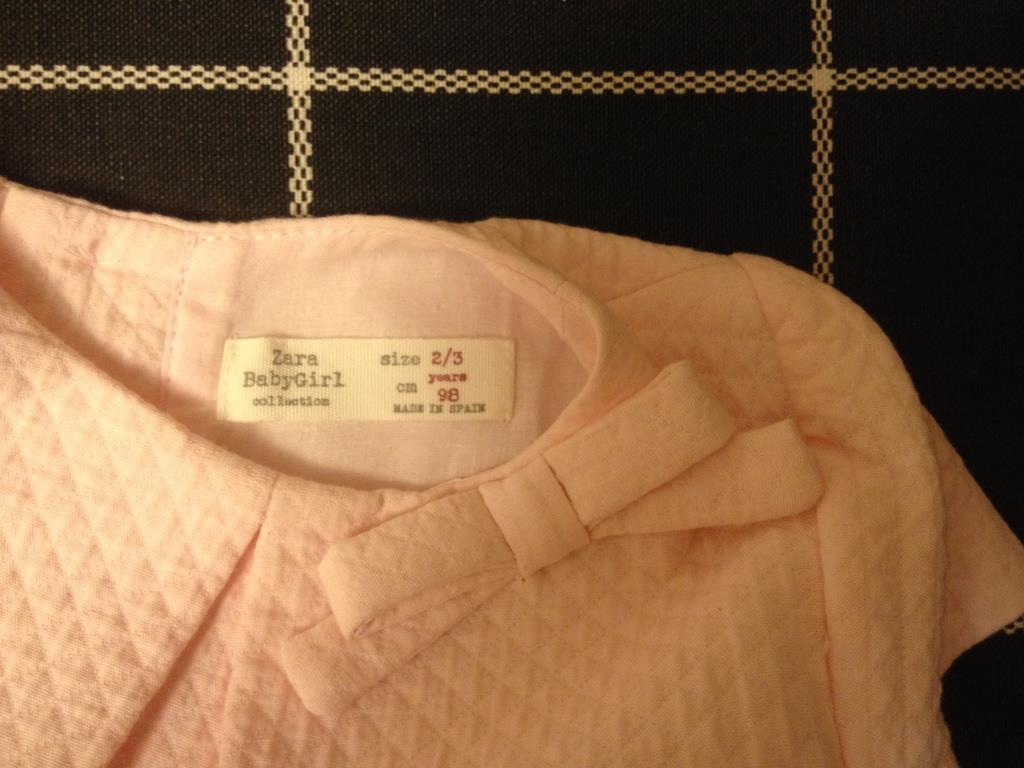 Zara
BabyGirl
collection
size 2/3
years
cm 98
MADE IN SPAIN